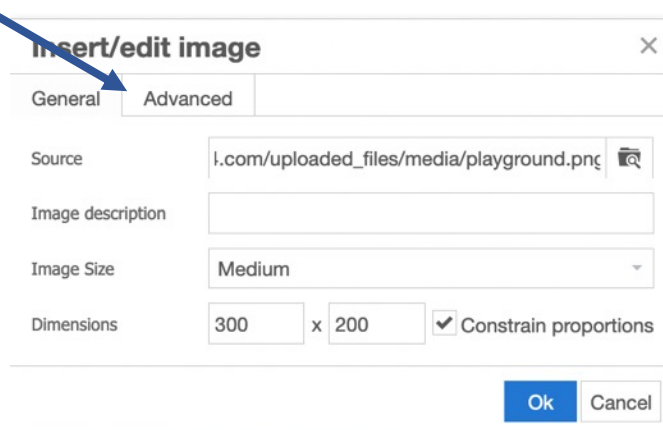 Insert/edit image
General Advanced
Source l.com/uploaded_files/media/playground.png
Image description
Image Size Medium
Dimensions 300 x 200 Constrain proportions
Ok Cancel